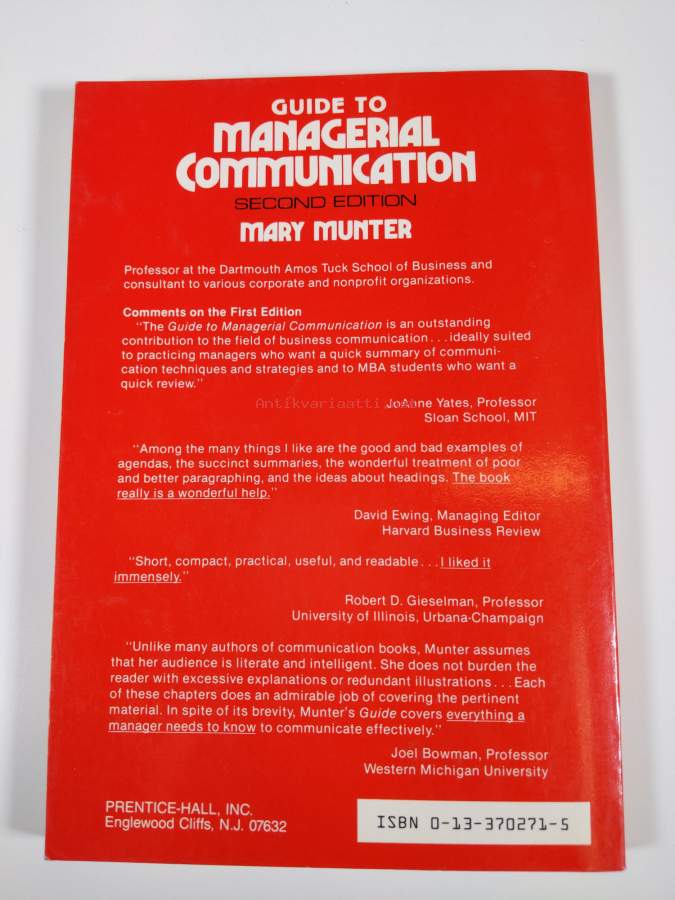 GUIDE TO
MANAGERIAL
COMMUNICATION
SECOND EDITION
MARY MUNTER
Professor at the Dartmouth Amos Tuck School of Business and
consultant to various corporate and nonprofit organizations.
Comments on the First Edition
"The Guide to Managerial Communication is an outstanding
contribution to the field of business communication...ideally suited
to practicing managers who want a quick summary of communi-
cation techniques and strategies and to MBA students who want a
quick review."
JoAnne Yates, Professor
Sloan School, MIT
"Among the many things I like are the good and bad examples of
agendas, the succinct summaries, the wonderful treatment of poor
and better paragraphing, and the ideas about headings. The book
really is a wonderful help."
David Ewing, Managing Editor
Harvard Business Review
"Short, compact, practical, useful, and readable...I liked it
immensely."
Robert D. Gieselman, Professor
University of Illinois, Urbana-Champaign
"Unlike many authors of communication books, Munter assumes
that her audience is literate and intelligent. She does not burden the
reader with excessive explanations or redundant illustrations...Each
of these chapters does an admirable job of covering the pertinent
material. In spite of its brevity, Munter's Guide covers everything a
manager needs to know to communicate effectively."
Joel Bowman, Professor
Western Michigan University
PRENTICE-HALL, INC.
Englewood Cliffs, N.J. 07632
ISBN 0-13-370271-5